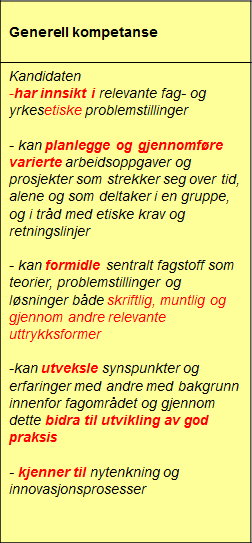 Generell kompetanse
Kandidaten
-har innsikt i relevante fag- og
yrkesetiske problemstillinger
- kan planlegge og gjennomføre
varierte arbeidsoppgaver og
prosjekter som strekker seg over tid,
alene og som deltaker i en gruppe,
og i tråd med etiske krav og
retningslinjer
- kan formidle sentralt fagstoff som
teorier, problemstillinger og
løsninger både skriftlig, muntlig og
gjennom andre relevante
uttrykksformer
-kan utveksle synspunkter og
erfaringer med andre med bakgrunn
innenfor fagområdet og gjennom
dette bidra til utvikling av god
praksis
- kjenner til nytenkning og
innovasjonsprosesser